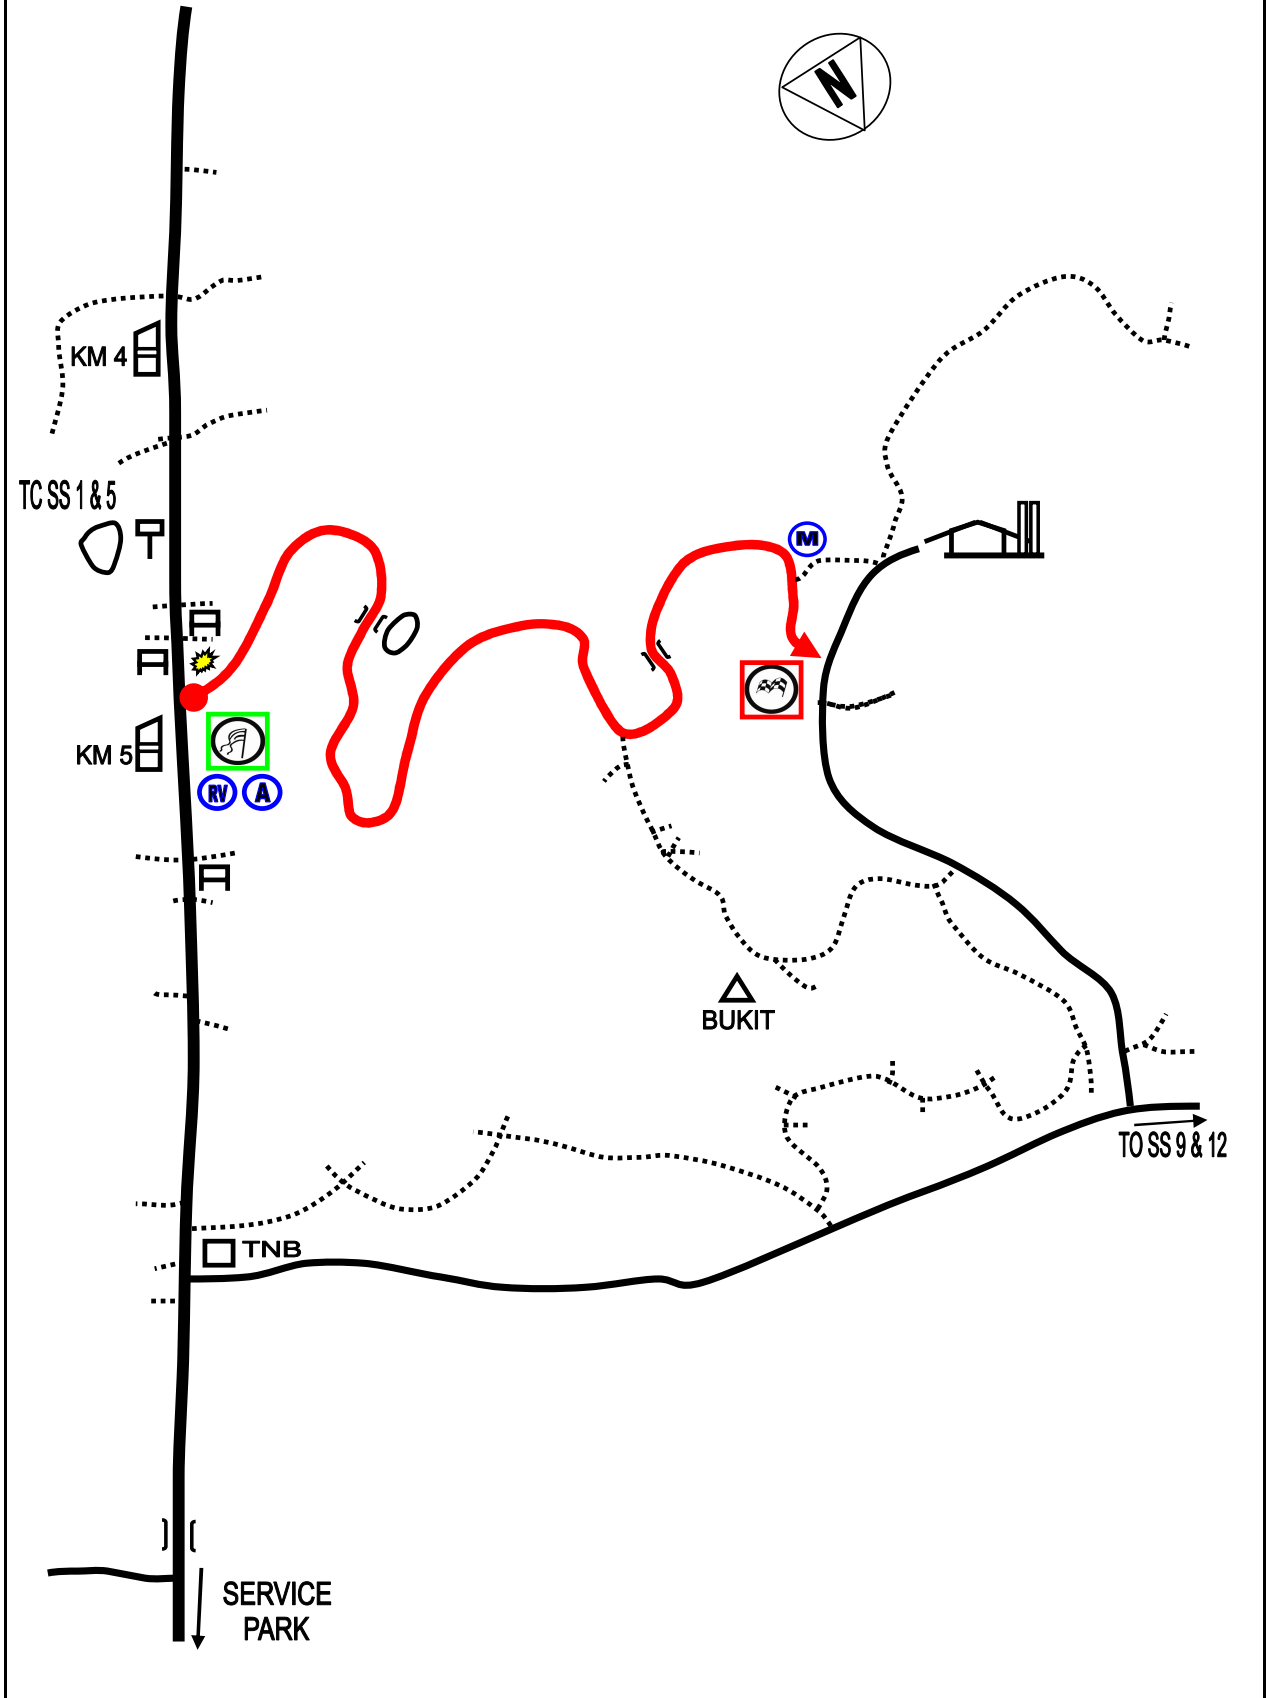 N
KM 4
TC SS 1 & 5
M
KM 5
RV
A
BUKIT
TO SS 9 & 12
TNB
SERVICE
PARK